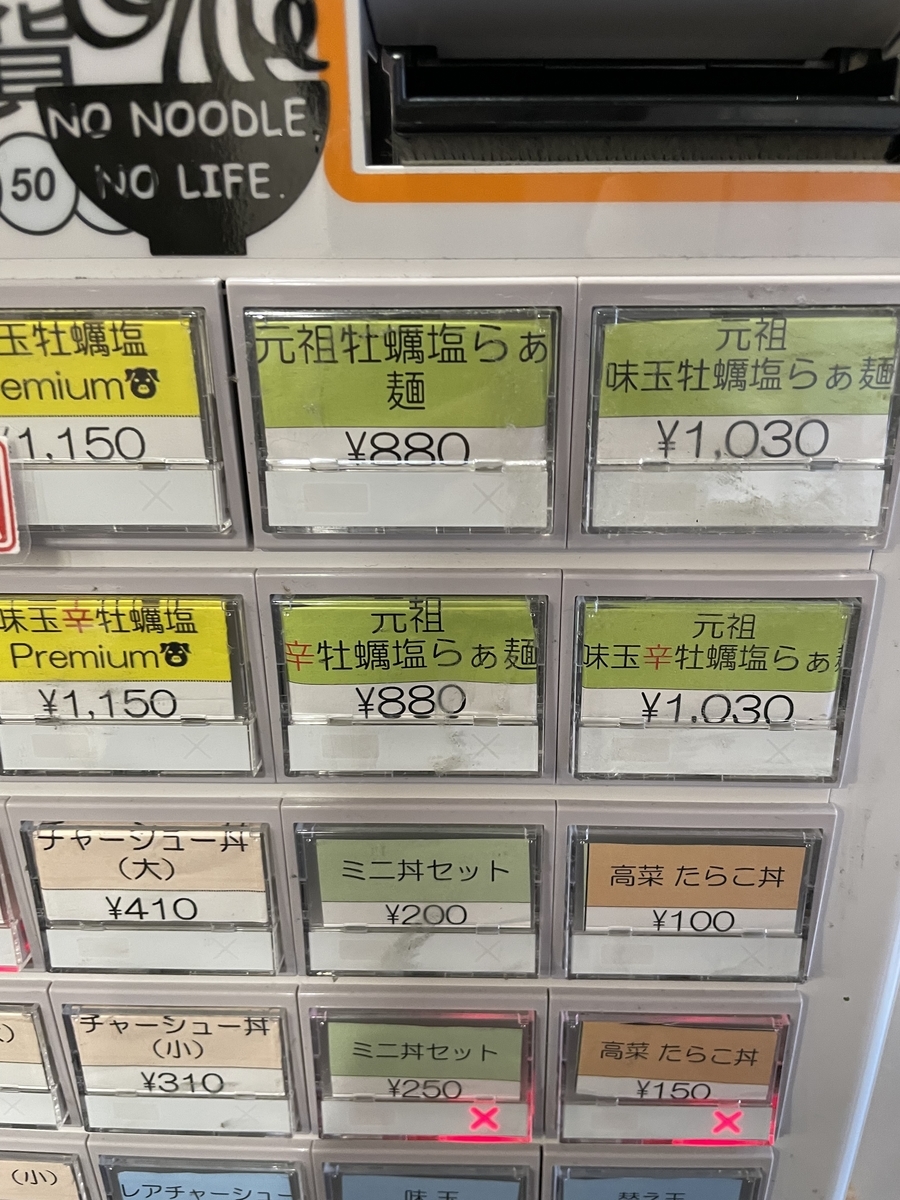 貨
NO NOODLE,
NO LIFE.
50
玉牡蠣塩
emium
¥1,150
元祖牡蠣塩らぁ
麺
¥880
元祖
味玉牡蠣塩らぁ麺
¥1,030
味玉辛牡蠣塩
Premium
¥1,150
元祖
辛牡蠣塩らぁ麺
¥880
元祖
味玉辛牡蠣塩らぁ
¥1,030
チャーシュー丼
(大)
¥410
ミニ丼セット
¥200
高菜 たらこ丼
¥100
チャーシュー丼
(小)
¥310
ミニ丼セット
¥250
高菜 たらこ丼
¥150
(小)
レアチャーシュー
味玉
替え玉